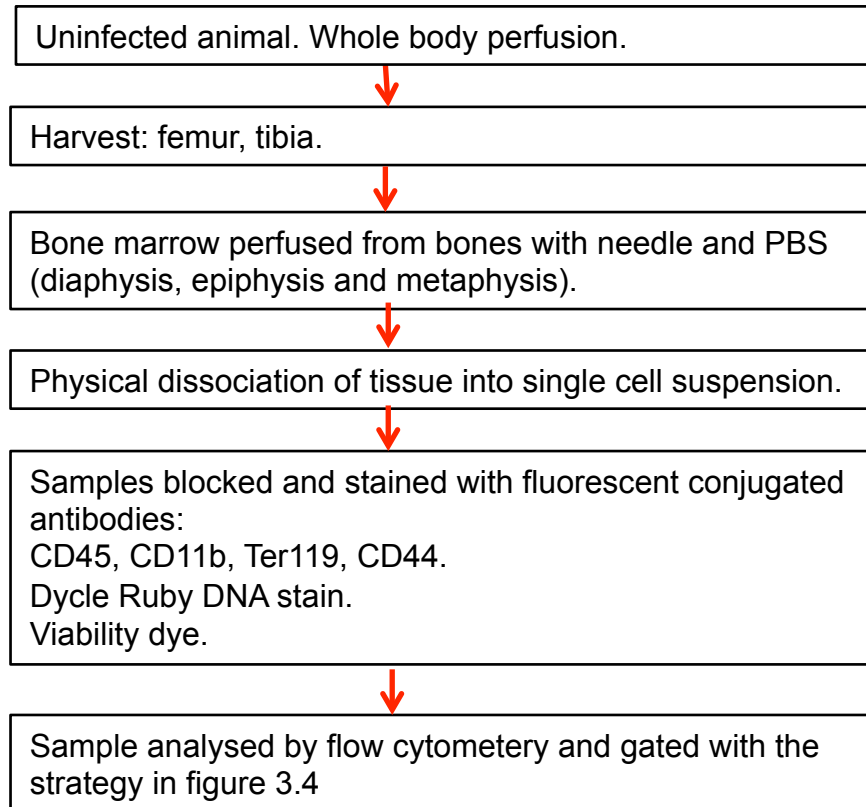 Uninfected animal. Whole body perfusion.
Harvest: femur, tibia.
Bone marrow perfused from bones with needle and PBS
(diaphysis, epiphysis and metaphysis).
Physical dissociation of tissue into single cell suspension.
Samples blocked and stained with fluorescent conjugated
antibodies:
CD45, CD11b, Ter119, CD44.
Dycle Ruby DNA stain.
Viability dye.
Sample analysed by flow cytometery and gated with the
strategy in figure 3.4